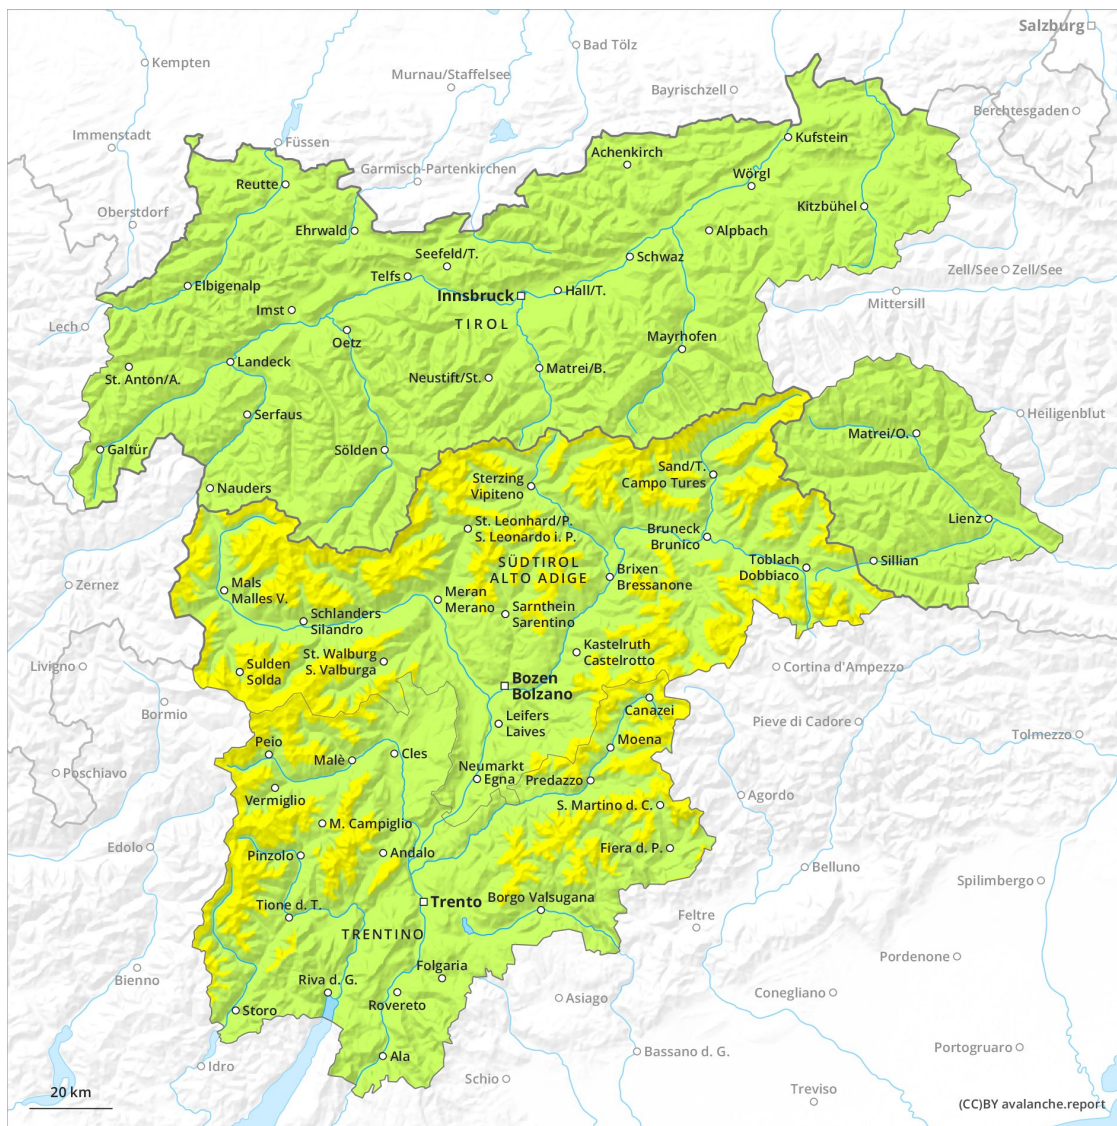 Salzburg
Bad Tölz
Kempten
Murnau/Staffelsee
Bayrischzell
Berchtesgaden
Immenstadt
Füssen
Kufstein
Achenkirch
Garmisch-Partenkirchen
Wörgl
Reutte
Oberstdorf
Kitzbühel
Ehrwald
Alpbach
Seefeld/T.
Schwaz
Telfs
Zell/See
Zell/See
Elbigenalp
Hall/T.
Innsbruck
Mittersill
Imst
TIROL
Lech
Oetz
Mayrhofen
Landeck
Matrei/B.
St. Anton/A.
Neustift/St.
Serfaus
Heiligenblut
Matrei/O.
Galtür
Sölden
Sand/T.
Campo Tures
Sterzing
Vipiteno
Nauders
Lienz
St. Leonhard/P.
S. Leonardo i. P.
Bruneck
Brunico
SÜDTIROL
ALTO ADIGE
Toblach
Dobbiaco
Sillian
Brixen
Bressanone
Zernez
Mals
Malles V.
Meran
Merano
Sarnthein
Sarentino
Schlanders
Silandro
Kastelruth
Castelrotto
St. Walburg
S. Valburga
Livigno
Sulden
Solda
Cortina d'Ampezzo
Bozen
Bolzano
Canazei
Bormio
Leifers
Laives
Pieve di Cadore
Tolmezzo
Moena
Peio
Cles
Malè
Poschiavo
Neumarkt
Egna
Predazzo
Vermiglio
Agordo
S. Martino d. C.
M. Campiglio
Edolo
Fiera d. P.
Andalo
Pinzolo
Belluno
Spilimbergo
Borgo Valsugana
Trento
Tione d. T.
Feltre
TRENTINO
Pordenone
Folgaria
Bienno
Riva d. G.
Rovereto
Conegliano
Asiago
Storo
Portogruaro
Bassano d. G.
Ala
Idro
Schio
Treviso
20 km
(CC)BY avalanche.report